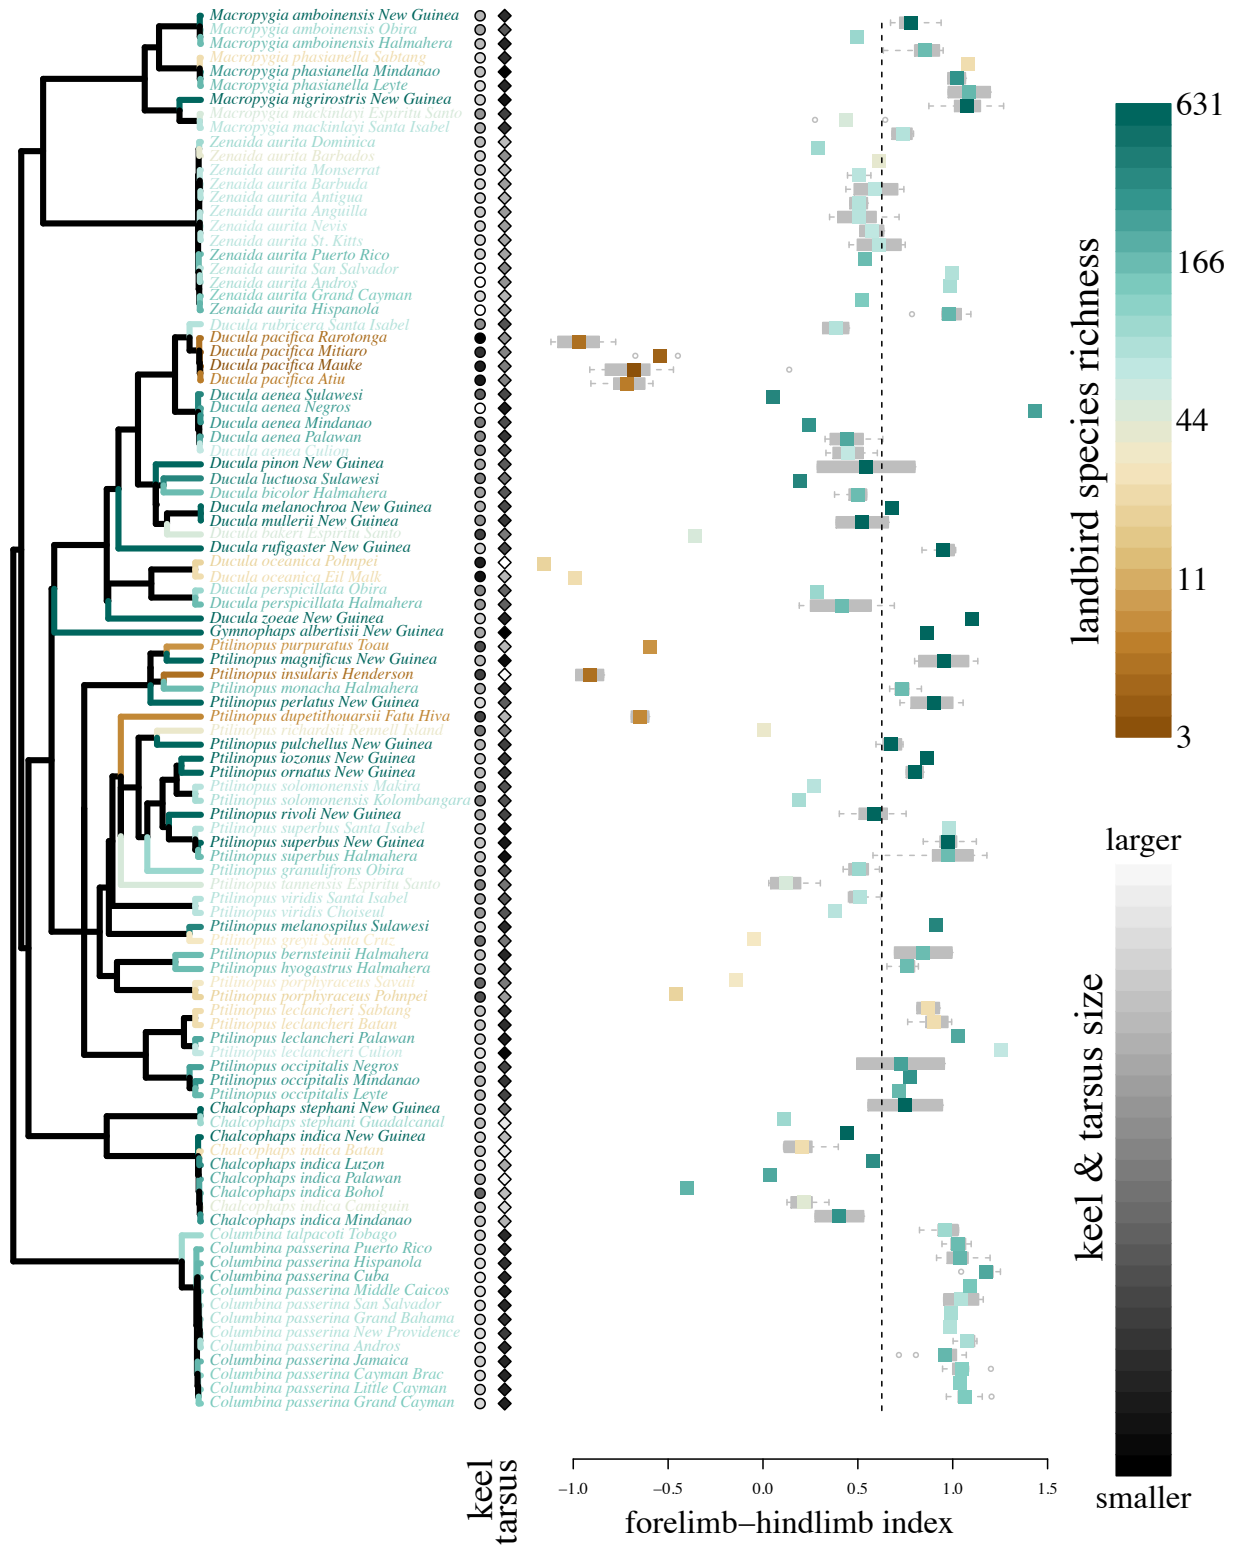 Macropygia amboinensis New Guinea
Macropygia amboinensis Obira
Macropygia amboinensis Halmahera
Macropygia phasianella Sabtang
Macropygia phasianella Mindanao
Macropygia phasianella Leyte
Macropygia nigrirostris New Guinea
Macropygia mackinlayi Espiritu Santo
Macropygia mackinlayi Santa Isabel
Zenaida aurita Dominica
Zenaida aurita Barbados
Zenaida aurita Monserrat
Zenaida aurita Barbuda
Zenaida aurita Antigua
Zenaida aurita Anguilla
Zenaida aurita Nevis
Zenaida aurita St. Kitts
Zenaida aurita Puerto Rico
Zenaida aurita San Salvador
Zenaida aurita Andros
Zenaida aurita Grand Cayman
Zenaida aurita Hispanola
Ducula rubricera Santa Isabel
Ducula pacifica Rarotonga
Ducula pacifica Mitiaro
Ducula pacifica Mauke
Ducula pacifica Atiu
Ducula aenea Sulawesi
Ducula aenea Negros
Ducula aenea Mindanao
Ducula aenea Palawan
Ducula aenea Culion
Ducula pinon New Guinea
Ducula luctuosa Sulawesi
Ducula bicolor Halmahera
Ducula melanochroa New Guinea
Ducula mullerii New Guinea
Ducula bakeri Espiritu Santo
Ducula rufigaster New Guinea
Ducula oceanica Pohnpei
Ducula oceanica Eil Malk
Ducula perspicillata Obira
Ducula perspicillata Halmahera
Ducula zoeae New Guinea
Gymnophaps albertisii New Guinea
Ptilinopus purpuratus Toau
Ptilinopus magnificus New Guinea
Ptilinopus insularis Henderson
Ptilinopus monacha Halmahera
Ptilinopus perlatus New Guinea
Ptilinopus dupetithouarsii Fatu Hiva
Ptilinopus richardsii Rennell Island
Ptilinopus pulchellus New Guinea
Ptilinopus iozonus New Guinea
Ptilinopus ornatus New Guinea
Ptilinopus solomonensis Makira
Ptilinopus solomonensis Kolombangara
Ptilinopus rivoli New Guinea
Ptilinopus superbus Santa Isabel
Ptilinopus superbus New Guinea
Ptilinopus superbus Halmahera
Ptilinopus granulifrons Obira
Ptilinopus tannensis Espiritu Santo
Ptilinopus viridis Santa Isabel
Ptilinopus viridis Choiseul
Ptilinopus melanospilus Sulawesi
Ptilinopus greyii Santa Cruz
Ptilinopus bernsteinii Halmahera
Ptilinopus hyogastrus Halmahera
Ptilinopus porphyraceus Savaii
Ptilinopus porphyraceus Pohnpei
Ptilinopus leclancheri Sabtang
Ptilinopus leclancheri Batan
Ptilinopus leclancheri Palawan
Ptilinopus leclancheri Culion
Ptilinopus occipitalis Negros
Ptilinopus occipitalis Mindanao
Ptilinopus occipitalis Leyte
Chalcophaps stephani New Guinea
Chalcophaps stephani Guadalcanal
Chalcophaps indica New Guinea
Chalcophaps indica Batan
Chalcophaps indica Luzon
Chalcophaps indica Palawan
Chalcophaps indica Bohol
Chalcophaps indica Camiguin
Chalcophaps indica Mindanao
Columbina talpacoti Tobago
Columbina passerina Puerto Rico
Columbina passerina Hispanola
Columbina passerina Cuba
Columbina passerina Middle Caicos
Columbina passerina San Salvador
Columbina passerina Grand Bahama
Columbina passerina New Providence
Columbina passerina Andros
Columbina passerina Jamaica
Columbina passerina Cayman Brac
Columbina passerina Little Cayman
Columbina passerina Grand Cayman
keel
tarsus
−1.0 −0.5 0.0 0.5 1.0 1.5
forelimb−hindlimb index
landbird species richness
631
166
44
11
3
larger
keel & tarsus size
smaller